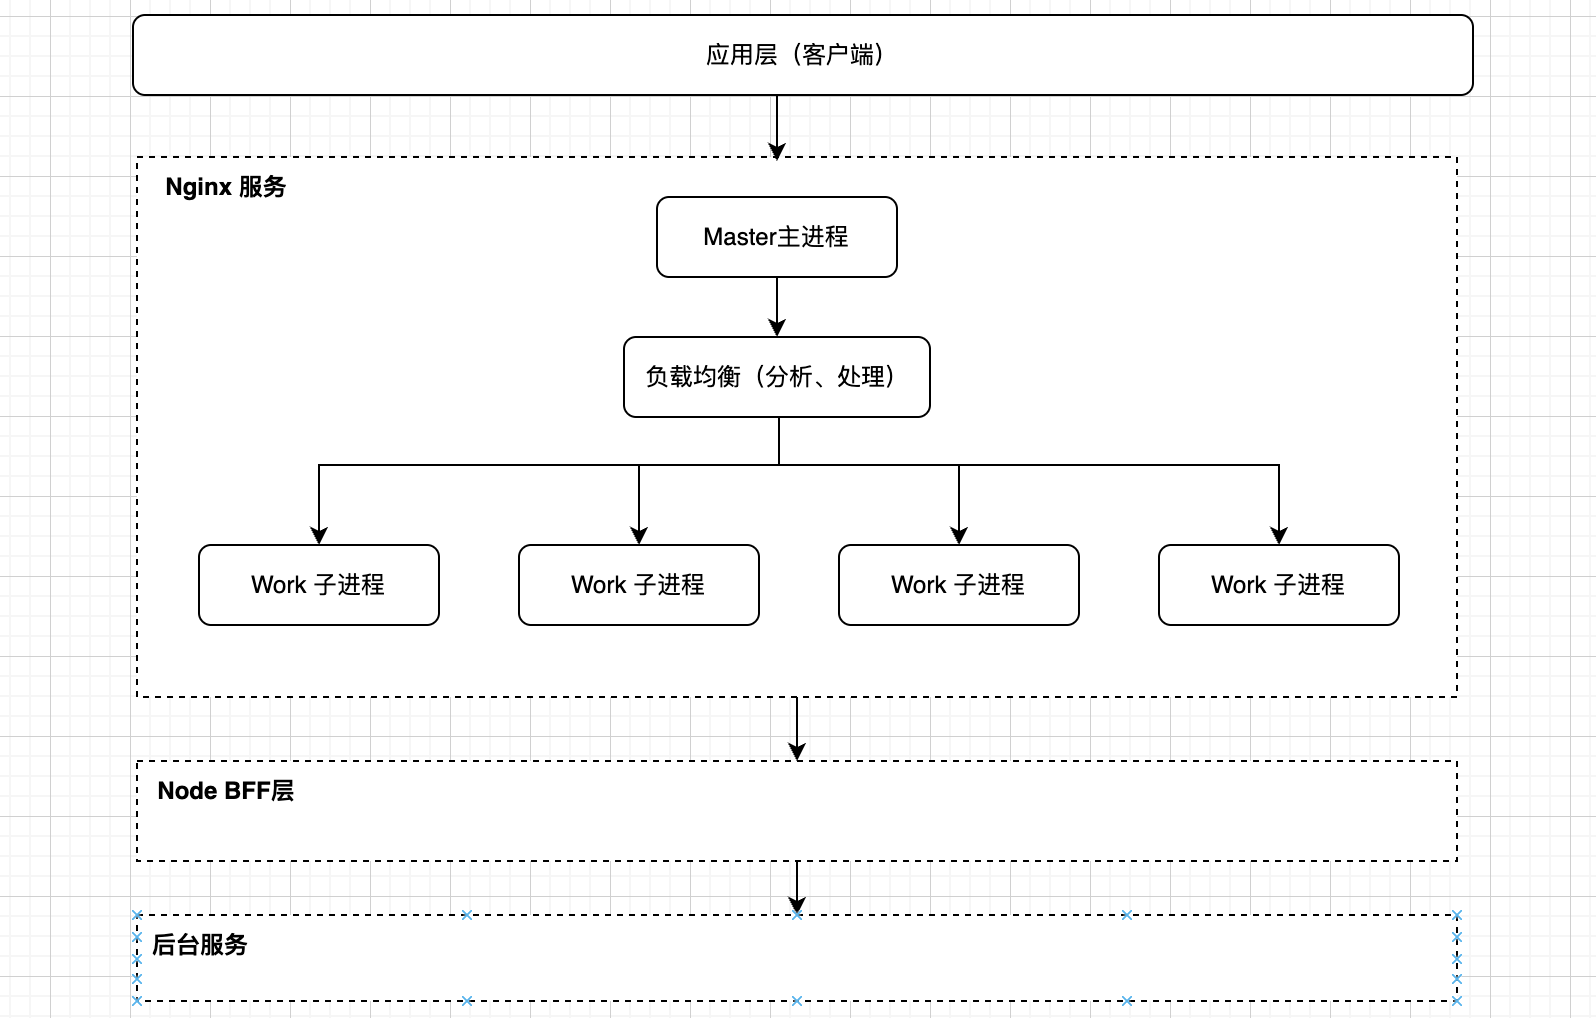 应用层（客户端）
Nginx 服务
Master主进程
负载均衡（分析、处理）
Work 子进程
Work 子进程
Work 子进程
Work 子进程
Node BFF层
后台服务